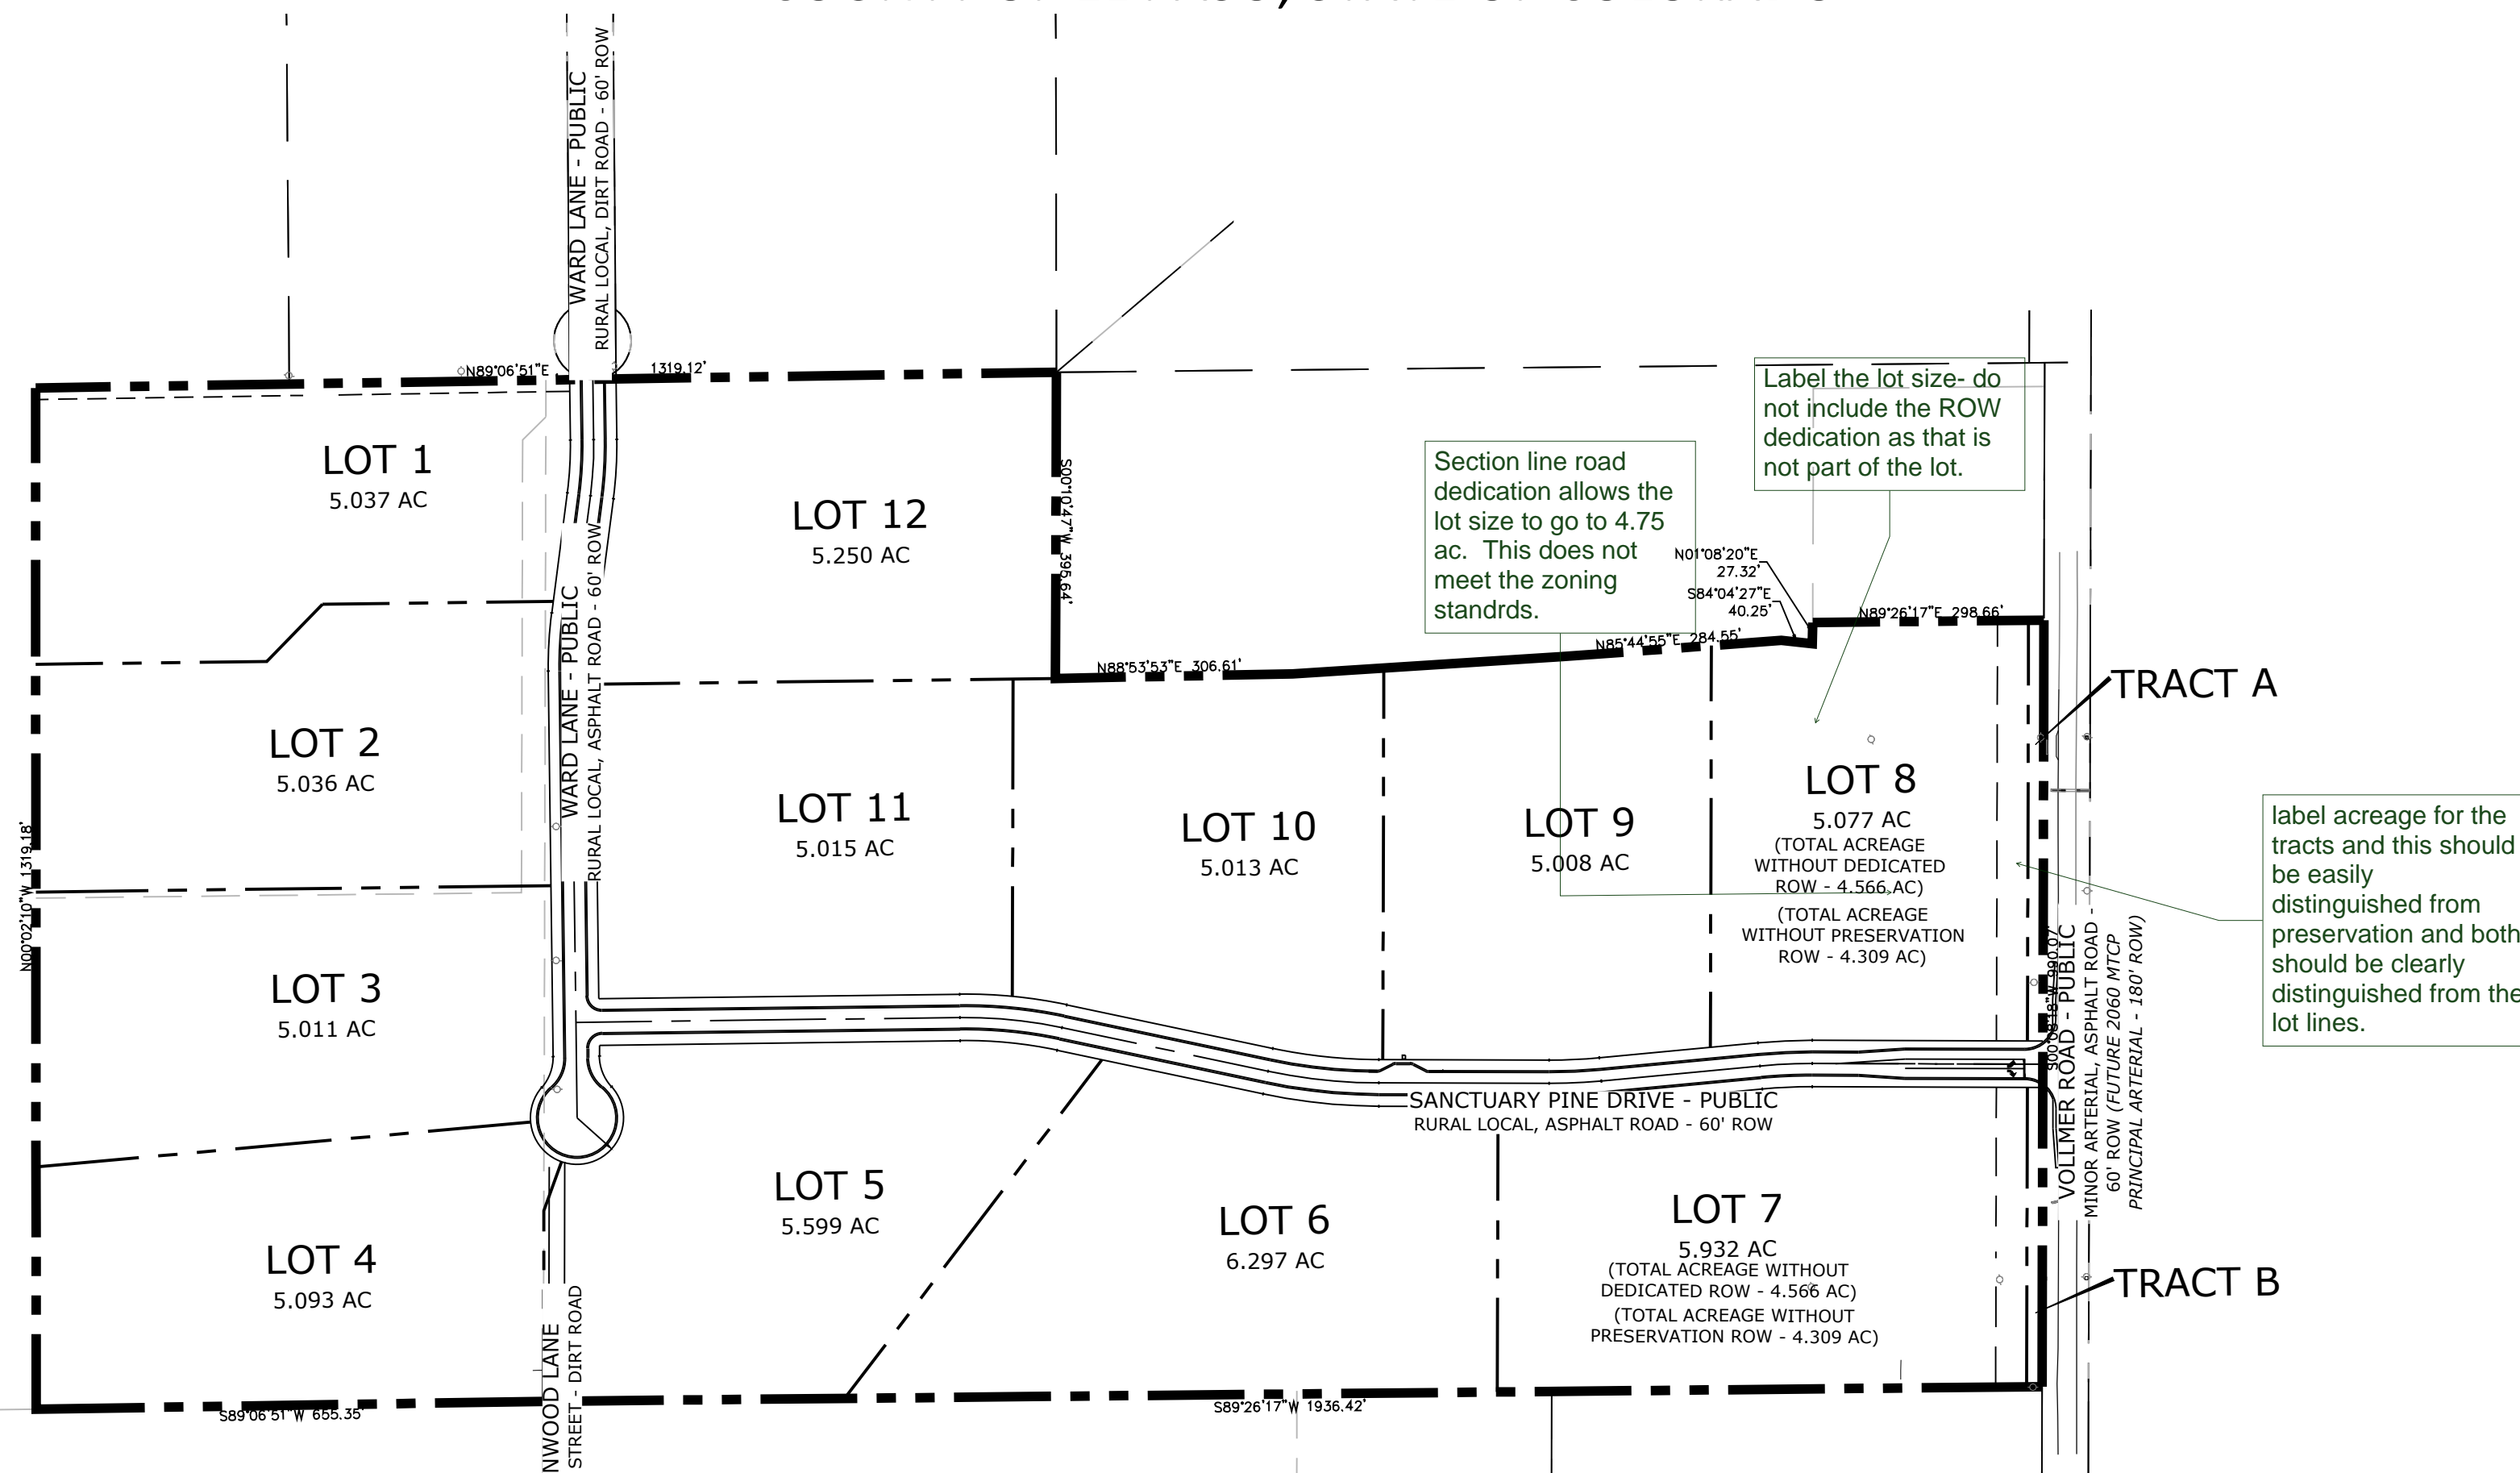 WARD LANE - PUBLIC
RURAL LOCAL, DIRT ROAD - 60' ROW
N89°06'51"E
1319.12'
LOT 1
5.037 AC
LOT 12
5.250 AC
S00°10'47"W 395.64'
Label the lot size- do
not include the ROW
dedication as that is
not part of the lot.
Section line road
dedication allows the
lot size to go to 4.75
ac. This does not
meet the zoning
standrds.
N01°08'20"E
27.32'
S84°04'27"E
40.25'
N89°26'17"E 298.66'
N85°44'55"E 284.55'
N88°53'53"E 306.61'
TRACT A
WARD LANE - PUBLIC
RURAL LOCAL, ASPHALT ROAD - 60' ROW
LOT 2
5.036 AC
LOT 11
5.015 AC
LOT 10
5.013 AC
LOT 9
5.008 AC
LOT 8
5.077 AC
(TOTAL ACREAGE
WITHOUT DEDICATED
ROW - 4.566 AC)
(TOTAL ACREAGE
WITHOUT PRESERVATION
ROW - 4.309 AC)
label acreage for the
tracts and this should
be easily
distinguished from
preservation and both
should be clearly
distinguished from the
lot lines.
N00°02'10"W 1319.18'
LOT 3
5.011 AC
S00°08'18"W 990.07'
VOLLMER ROAD - PUBLIC
MINOR ARTERIAL, ASPHALT ROAD -
60' ROW (FUTURE 2060 MTCP
PRINCIPAL ARTERIAL - 180' ROW)
SANCTUARY PINE DRIVE - PUBLIC
RURAL LOCAL, ASPHALT ROAD - 60' ROW
LOT 4
5.093 AC
LOT 5
5.599 AC
LOT 6
6.297 AC
LOT 7
5.932 AC
(TOTAL ACREAGE WITHOUT
DEDICATED ROW - 4.566 AC)
(TOTAL ACREAGE WITHOUT
PRESERVATION ROW - 4.309 AC)
TRACT B
NWOOD LANE
STREET - DIRT ROAD
S89°06'51"W 655.35'
S89°26'17"W 1936.42'